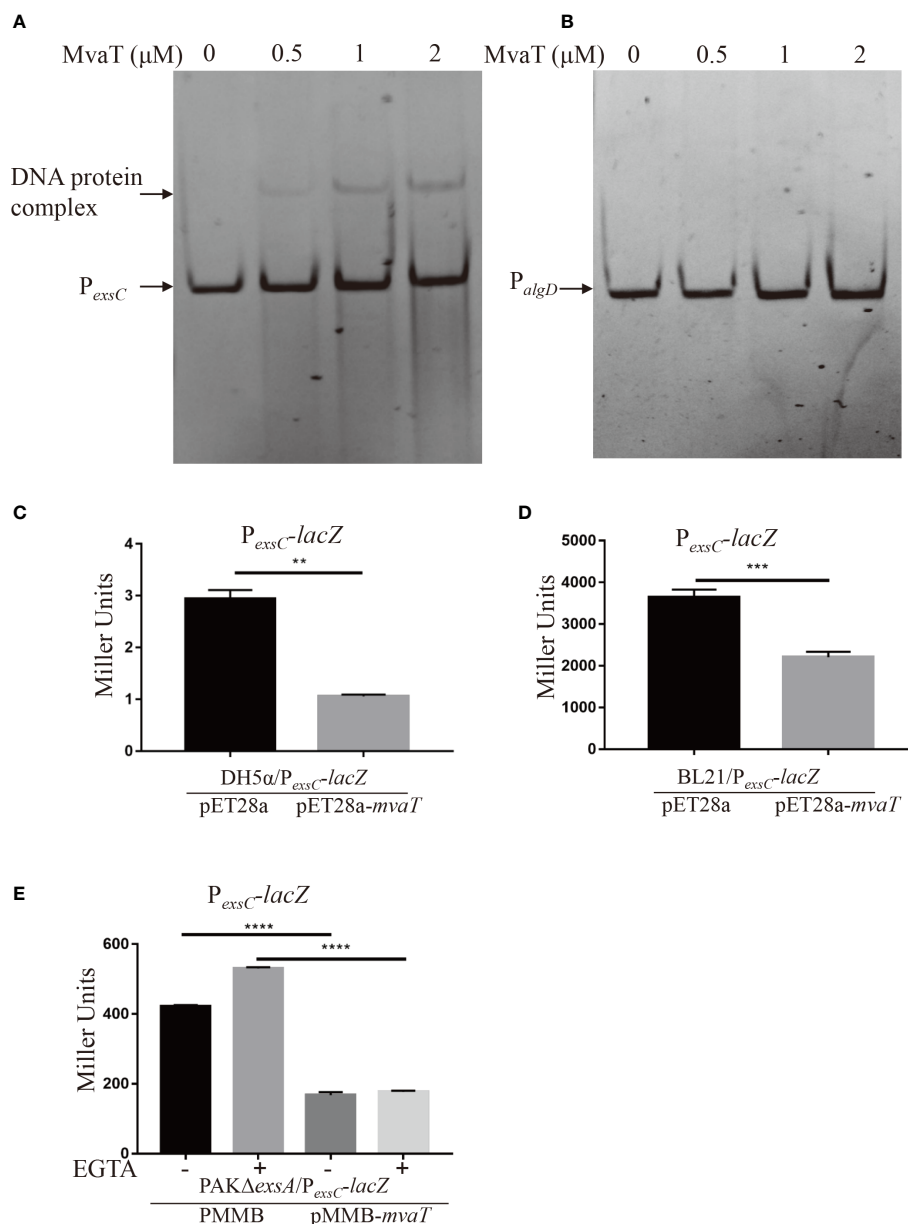 A
MvaT (μM) 0 0.5 1 2
DNA protein
complex
PexsC
B
MvaT (μM) 0 0.5 1 2
PalgD
C
PexsC-lacZ
**
Miller Units
4
3
2
1
0
DH5α/PexsC-lacZ
pET28a pET28a-mvaT
D
PexsC-lacZ
***
Miller Units
5000
4000
3000
2000
1000
0
BL21/PexsC-lacZ
pET28a pET28a-mvaT
E
PexsC-lacZ
****
****
Miller Units
600
400
200
0
EGTA - + - +
PAKΔexsA/PexsC-lacZ
PMMB pMMB-mvaT